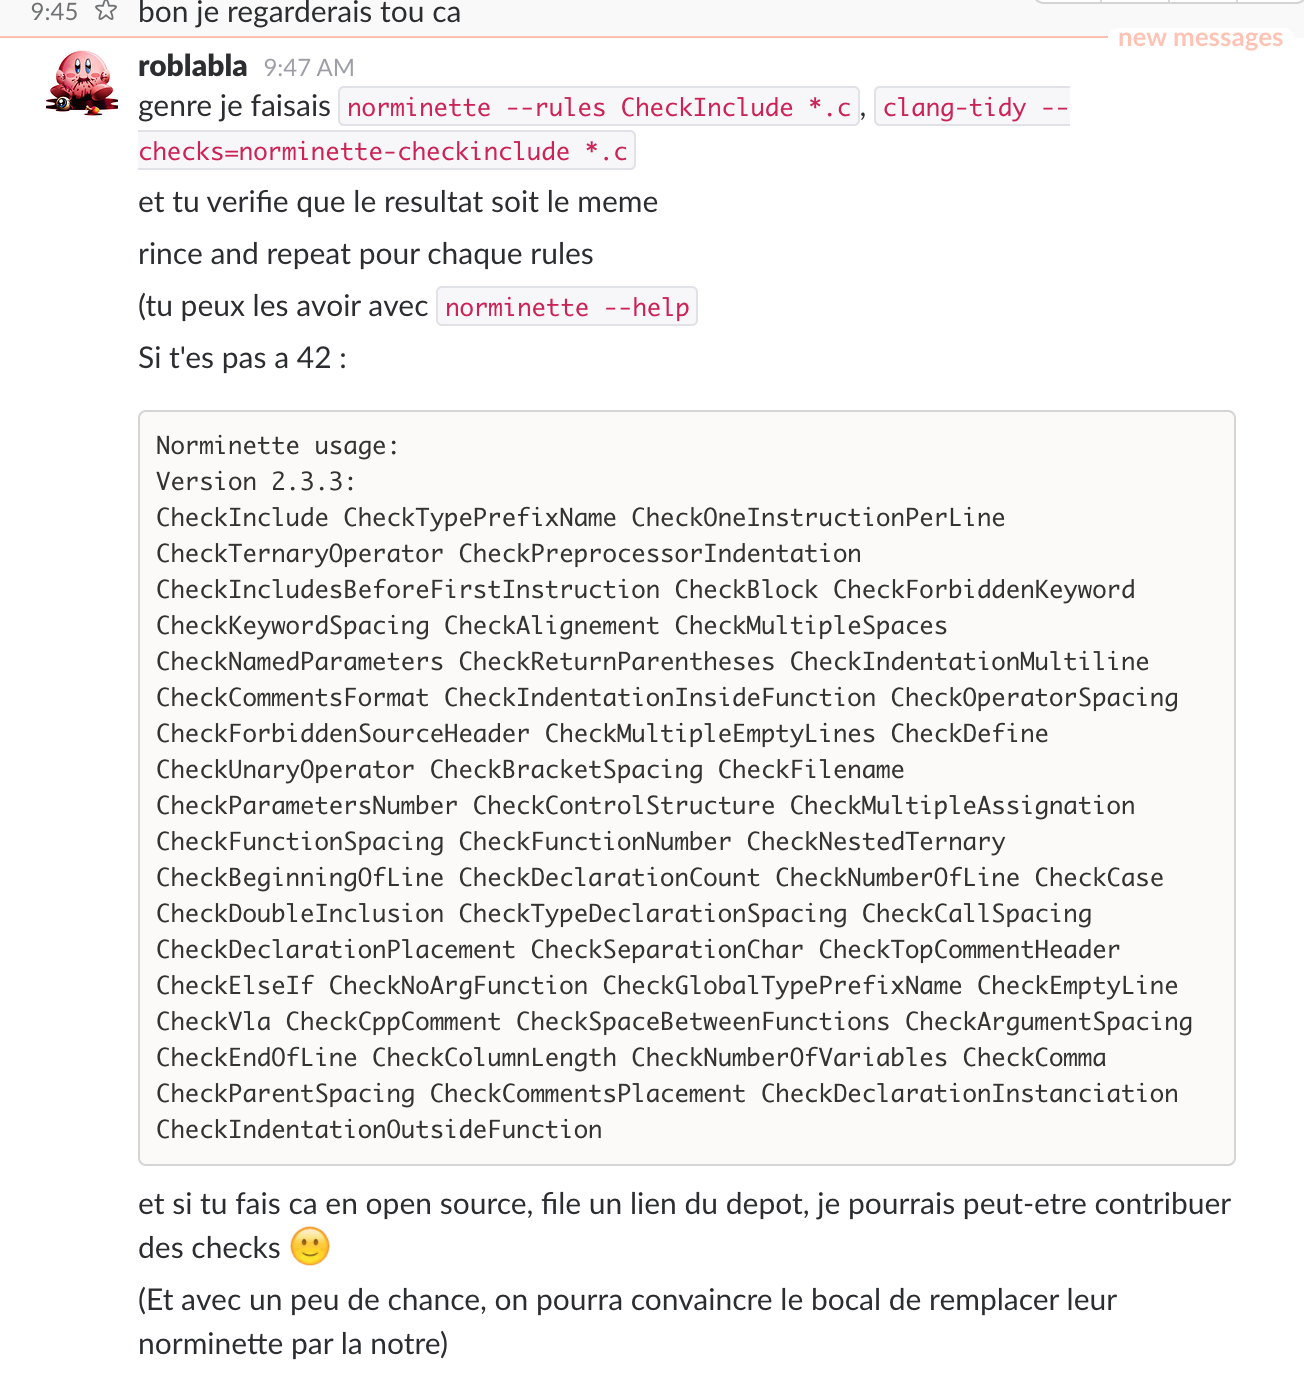 9:45 ☆ bon je regarderais tou ca
new messages
roblabla 9:47 AM
genre je faisais norminette --rules CheckInclude *.c, clang-tidy --
checks=norminette-checkinclude *.c
et tu verifie que le resultat soit le meme
rince and repeat pour chaque rules
(tu peux les avoir avec norminette --help
Si t'es pas a 42 :
Norminette usage:
Version 2.3.3:
CheckInclude CheckTypePrefixName CheckOneInstructionPerLine
CheckTernaryOperator CheckPreprocessorIndentation
CheckIncludesBeforeFirstInstruction CheckBlock CheckForbiddenKeyword
CheckKeywordSpacing CheckAlignement CheckMultipleSpaces
CheckNamedParameters CheckReturnParentheses CheckIndentationMultiline
CheckCommentsFormat CheckIndentationInsideFunction CheckOperatorSpacing
CheckForbiddenSourceHeader CheckMultipleEmptyLines CheckDefine
CheckUnaryOperator CheckBracketSpacing CheckFilename
CheckParametersNumber CheckControlStructure CheckMultipleAssignation
CheckFunctionSpacing CheckFunctionNumber CheckNestedTernary
CheckBeginningOfLine CheckDeclarationCount CheckNumberOfLine CheckCase
CheckDoubleInclusion CheckTypeDeclarationSpacing CheckCallSpacing
CheckDeclarationPlacement CheckSeparationChar CheckTopCommentHeader
CheckElseIf CheckNoArgFunction CheckGlobalTypePrefixName CheckEmptyLine
CheckVla CheckCppComment CheckSpaceBetweenFunctions CheckArgumentSpacing
CheckEndOfLine CheckColumnLength CheckNumberOfVariables CheckComma
CheckParentSpacing CheckCommentsPlacement CheckDeclarationInstanciation
CheckIndentationOutsideFunction
et si tu fais ca en open source, file un lien du depot, je pourrais peut-etre contribuer
des checks 🙂
(Et avec un peu de chance, on pourra convaincre le bocal de remplacer leur
norminette par la notre)